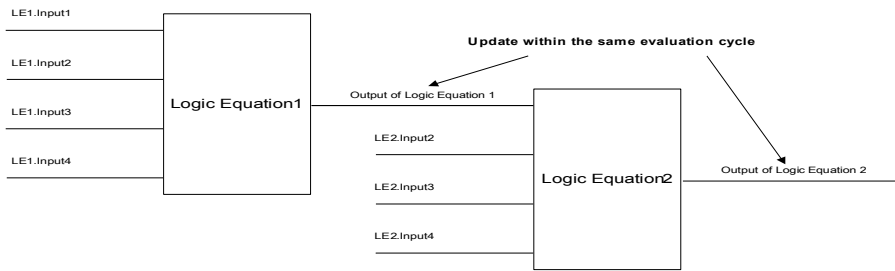 LE1.Input1
LE1.Input2
LE1.Input3
LE1.Input4
Logic Equation1
Update within the same evaluation cycle
Output of Logic Equation 1
LE2.Input2
LE2.Input3
LE2.Input4
Logic Equation2
Output of Logic Equation 2